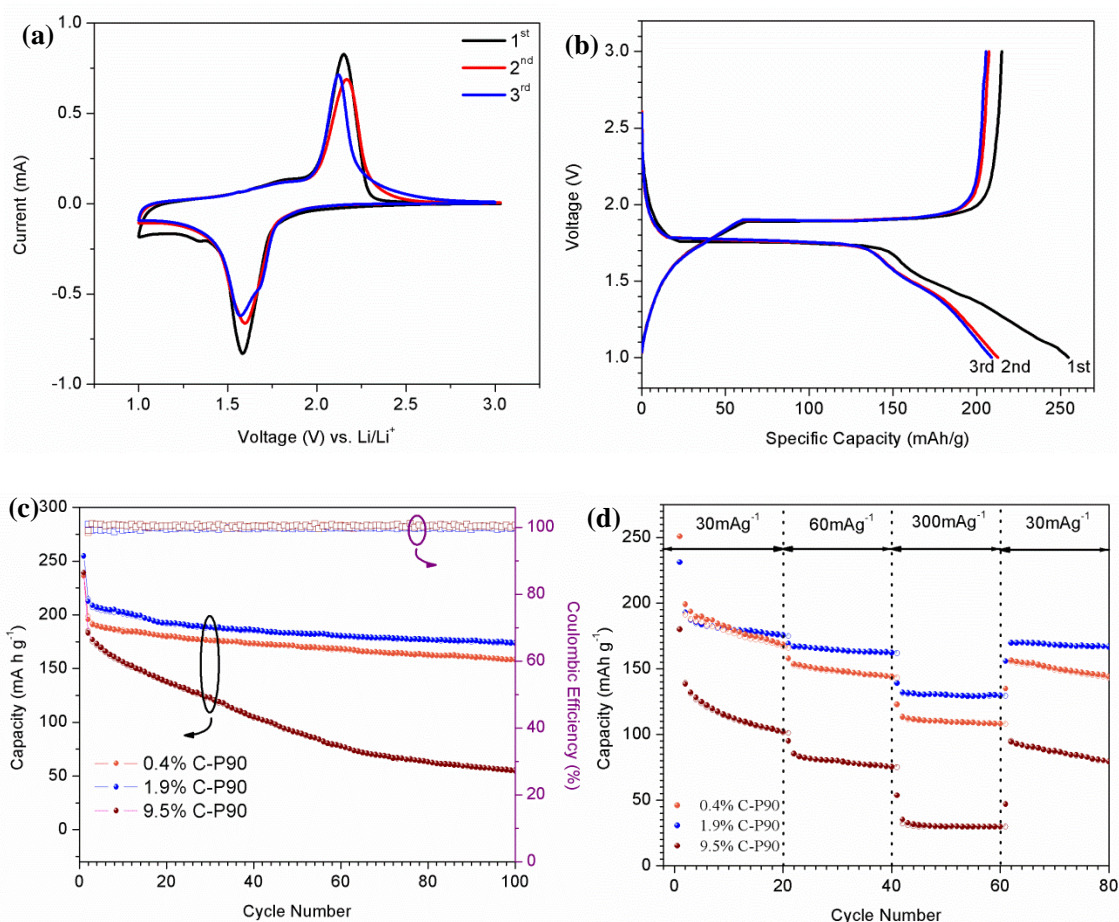 (a)
1.0
0.5
0.0
-0.5
-1.0
Current (mA)
1.0 1.5 2.0 2.5 3.0
Voltage (V) vs. Li/Li⁺
1ˢᵗ
2ⁿᵈ
3ʳᵈ
(b)
3.0
2.5
2.0
1.5
1.0
Voltage (V)
3rd 2nd 1st
0 50 100 150 200 250
Specific Capacity (mAh/g)
(c)
300
250
200
150
100
50
0
Capacity (mA h g⁻¹)
0.4% C-P90
1.9% C-P90
9.5% C-P90
100
80
60
40
20
0
Coulombic Efficiency (%)
0 20 40 60 80 100
Cycle Number
(d)
30mAg⁻¹ 60mAg⁻¹ 300mAg⁻¹ 30mAg⁻¹
250
200
150
100
50
0
Capacity (mAh g⁻¹)
0.4% C-P90
1.9% C-P90
9.5% C-P90
0 20 40 60 80
Cycle Number